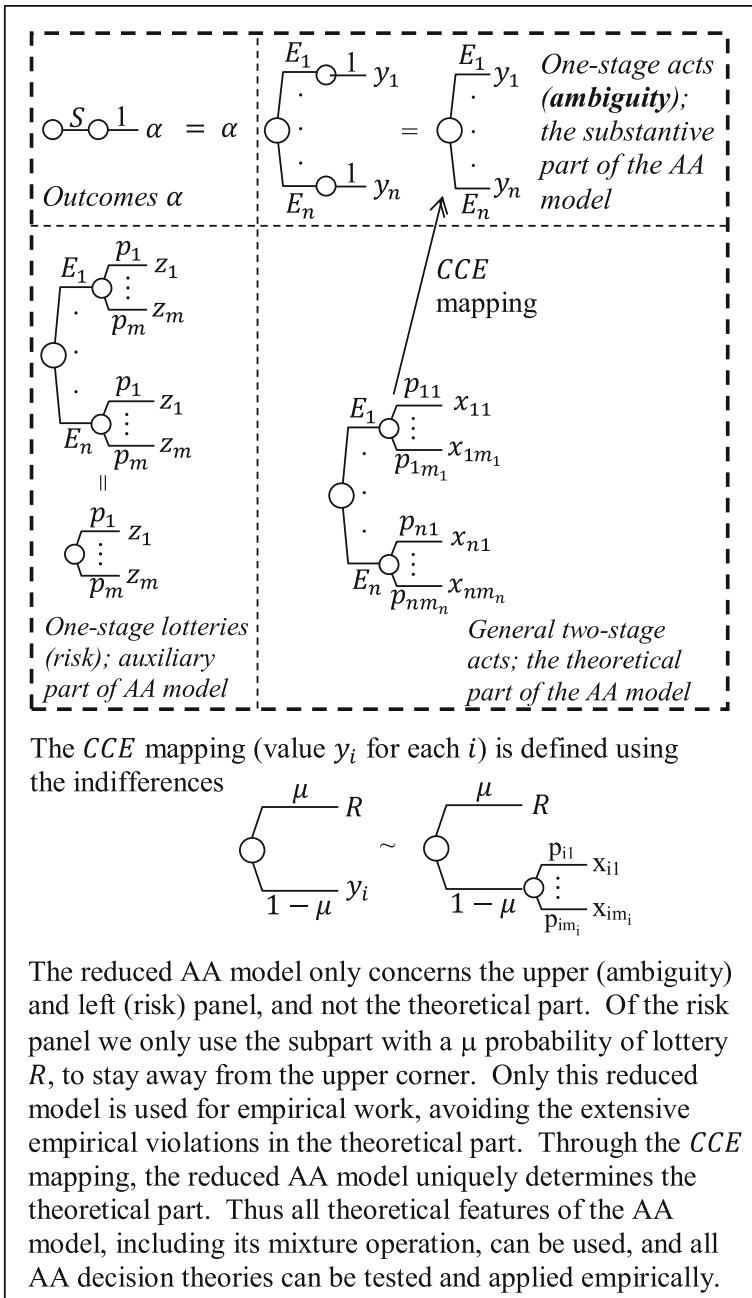 E₁ 1 y₁
E₁ y₁
One-stage acts
(ambiguity);
the substantive
part of the AA
model
S 1 α = α
=
Eₙ 1 yₙ
Eₙ yₙ
Outcomes α
CCE
mapping
E₁ p₁ z₁
⋮
pₘ zₘ
p₁ z₁
⋮
Eₙ pₘ zₘ
=
p₁ z₁
⋮
pₘ zₘ
One-stage lotteries
(risk); auxiliary
part of AA model
E₁ p₁₁ x₁₁
⋮
p₁ₘ₁ x₁ₘ₁
pₙ₁ xₙ₁
⋮
Eₙ pₙₘₙ xₙₘₙ
General two-stage
acts; the theoretical
part of the AA model
The CCE mapping (value yᵢ for each i) is defined using
the indifferences
μ R
~
1 − μ yᵢ
μ R
pᵢ₁ xᵢ₁
⋮
1 − μ pᵢₘᵢ xᵢₘᵢ
The reduced AA model only concerns the upper (ambiguity)
and left (risk) panel, and not the theoretical part. Of the risk
panel we only use the subpart with a μ probability of lottery
R, to stay away from the upper corner. Only this reduced
model is used for empirical work, avoiding the extensive
empirical violations in the theoretical part. Through the CCE
mapping, the reduced AA model uniquely determines the
theoretical part. Thus all theoretical features of the AA
model, including its mixture operation, can be used, and all
AA decision theories can be tested and applied empirically.